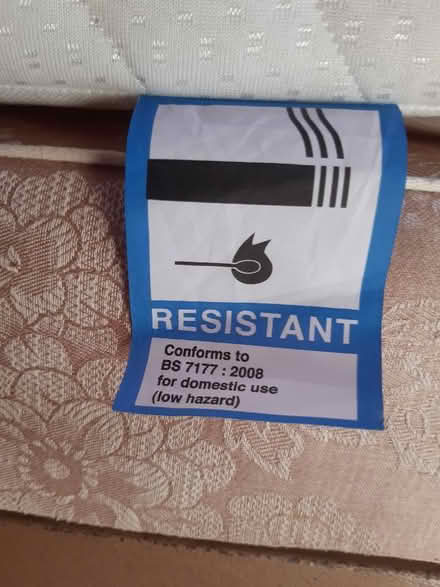 RESISTANT
Conforms to
BS 7177 : 2008
for domestic use
(low hazard)